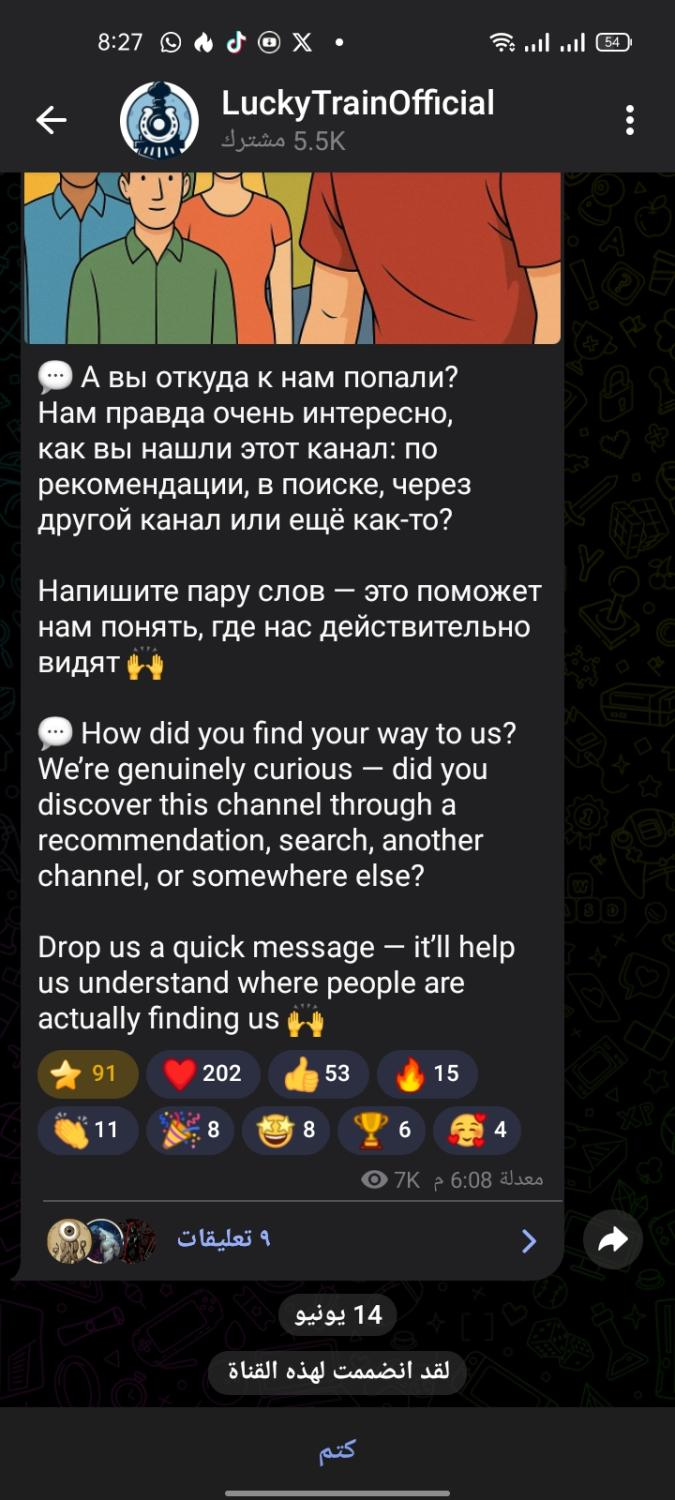 8:27
54
LuckyTrainOfficial
5.5K مشترك
💬 А вы откуда к нам попали?
Нам правда очень интересно,
как вы нашли этот канал: по
рекомендации, в поиске, через
другой канал или ещё как-то?
Напишите пару слов — это поможет
нам понять, где нас действительно
видят 🙌
💬 How did you find your way to us?
We’re genuinely curious — did you
discover this channel through a
recommendation, search, another
channel, or somewhere else?
Drop us a quick message — it’ll help
us understand where people are
actually finding us 🙌
⭐ 91 ❤️ 202 👍 53 🔥 15
👏 11 🎉 8 🤩 8 🏆 6 🥰 4
7K معدلة 6:08 م
٩ تعليقات
14 يونيو
لقد انضممت لهذه القناة
كتم